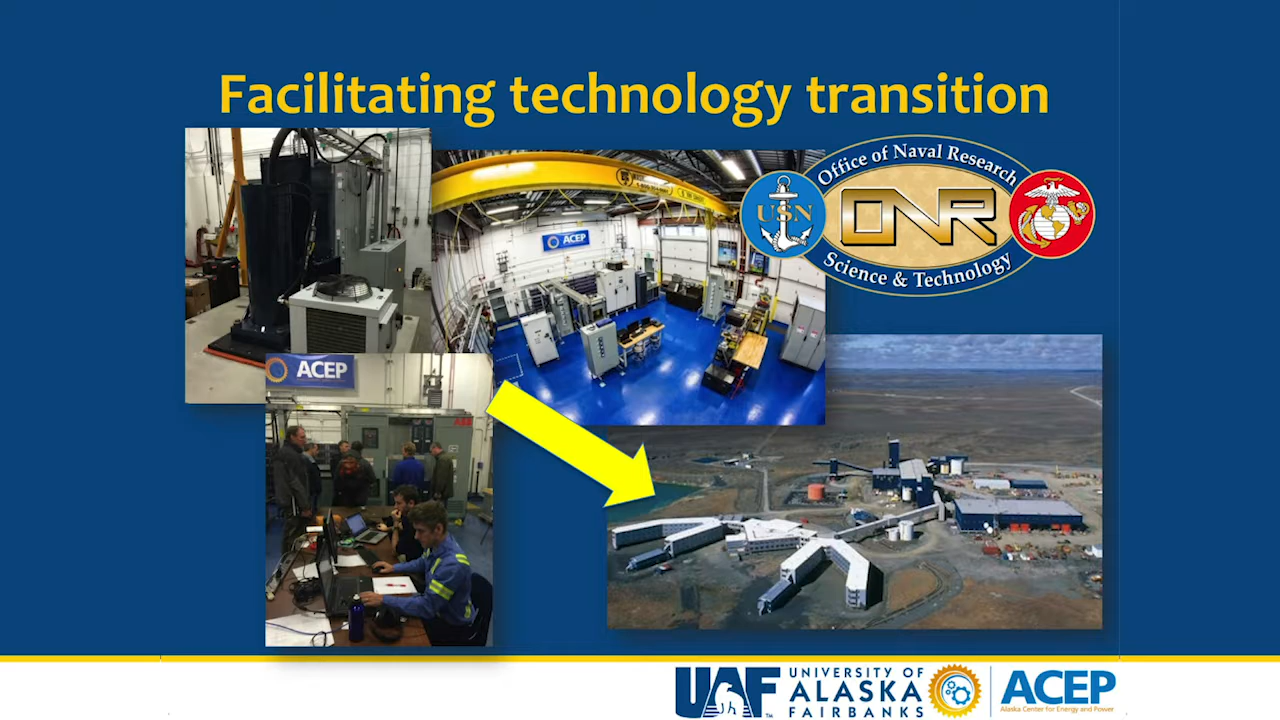 Facilitating technology transition
Office of Naval Research
USN
ONR
Science & Technology
ACEP
ACEP
ABB
UAF
UNIVERSITY OF
ALASKA
FAIRBANKS
ACEP
Alaska Center for Energy and Power